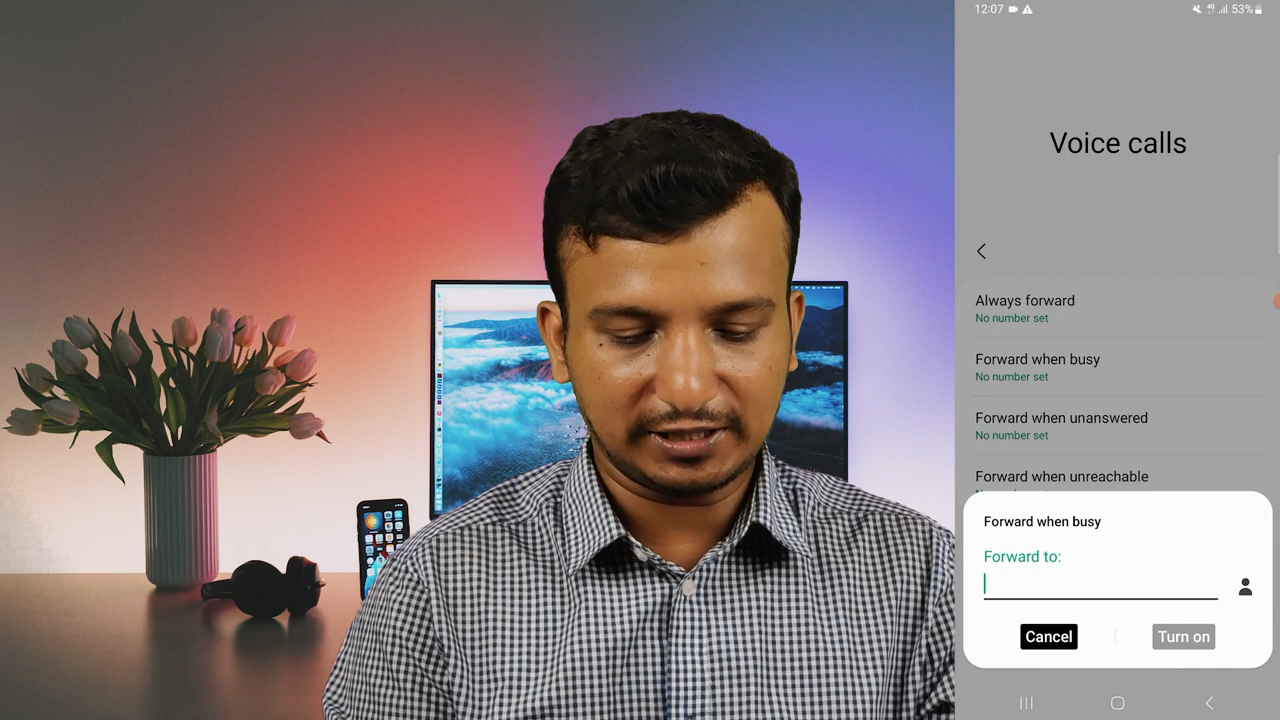 12:07
4G
53%
Voice calls
Always forward
No number set
Forward when busy
No number set
Forward when unanswered
No number set
Forward when unreachable
Forward when busy
Forward to:
Cancel
Turn on